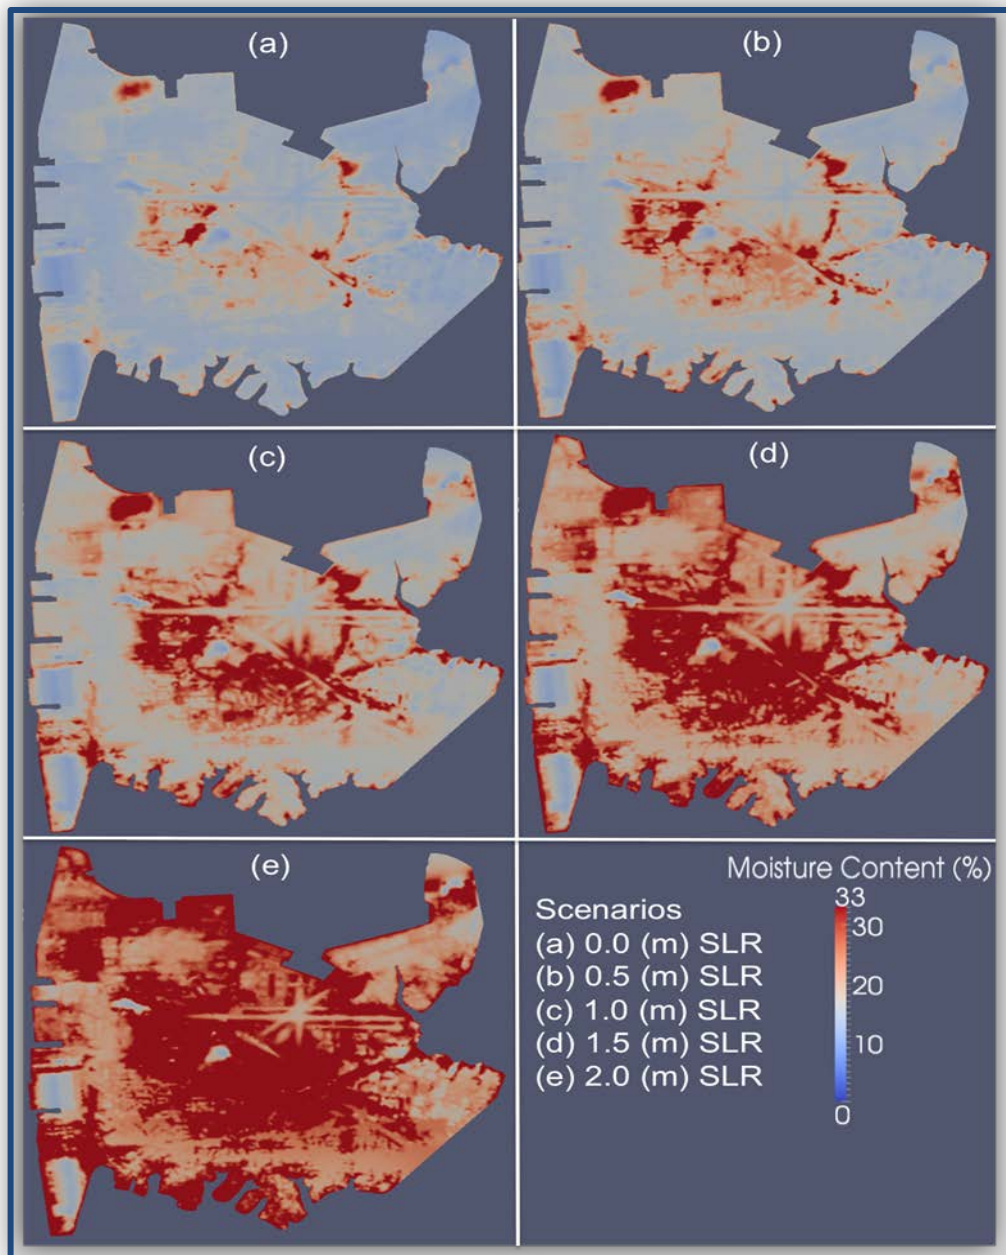 (a)
(b)
(c)
(d)
(e)
Moisture Content (%)
33
30
20
10
0
Scenarios
(a) 0.0 (m) SLR
(b) 0.5 (m) SLR
(c) 1.0 (m) SLR
(d) 1.5 (m) SLR
(e) 2.0 (m) SLR